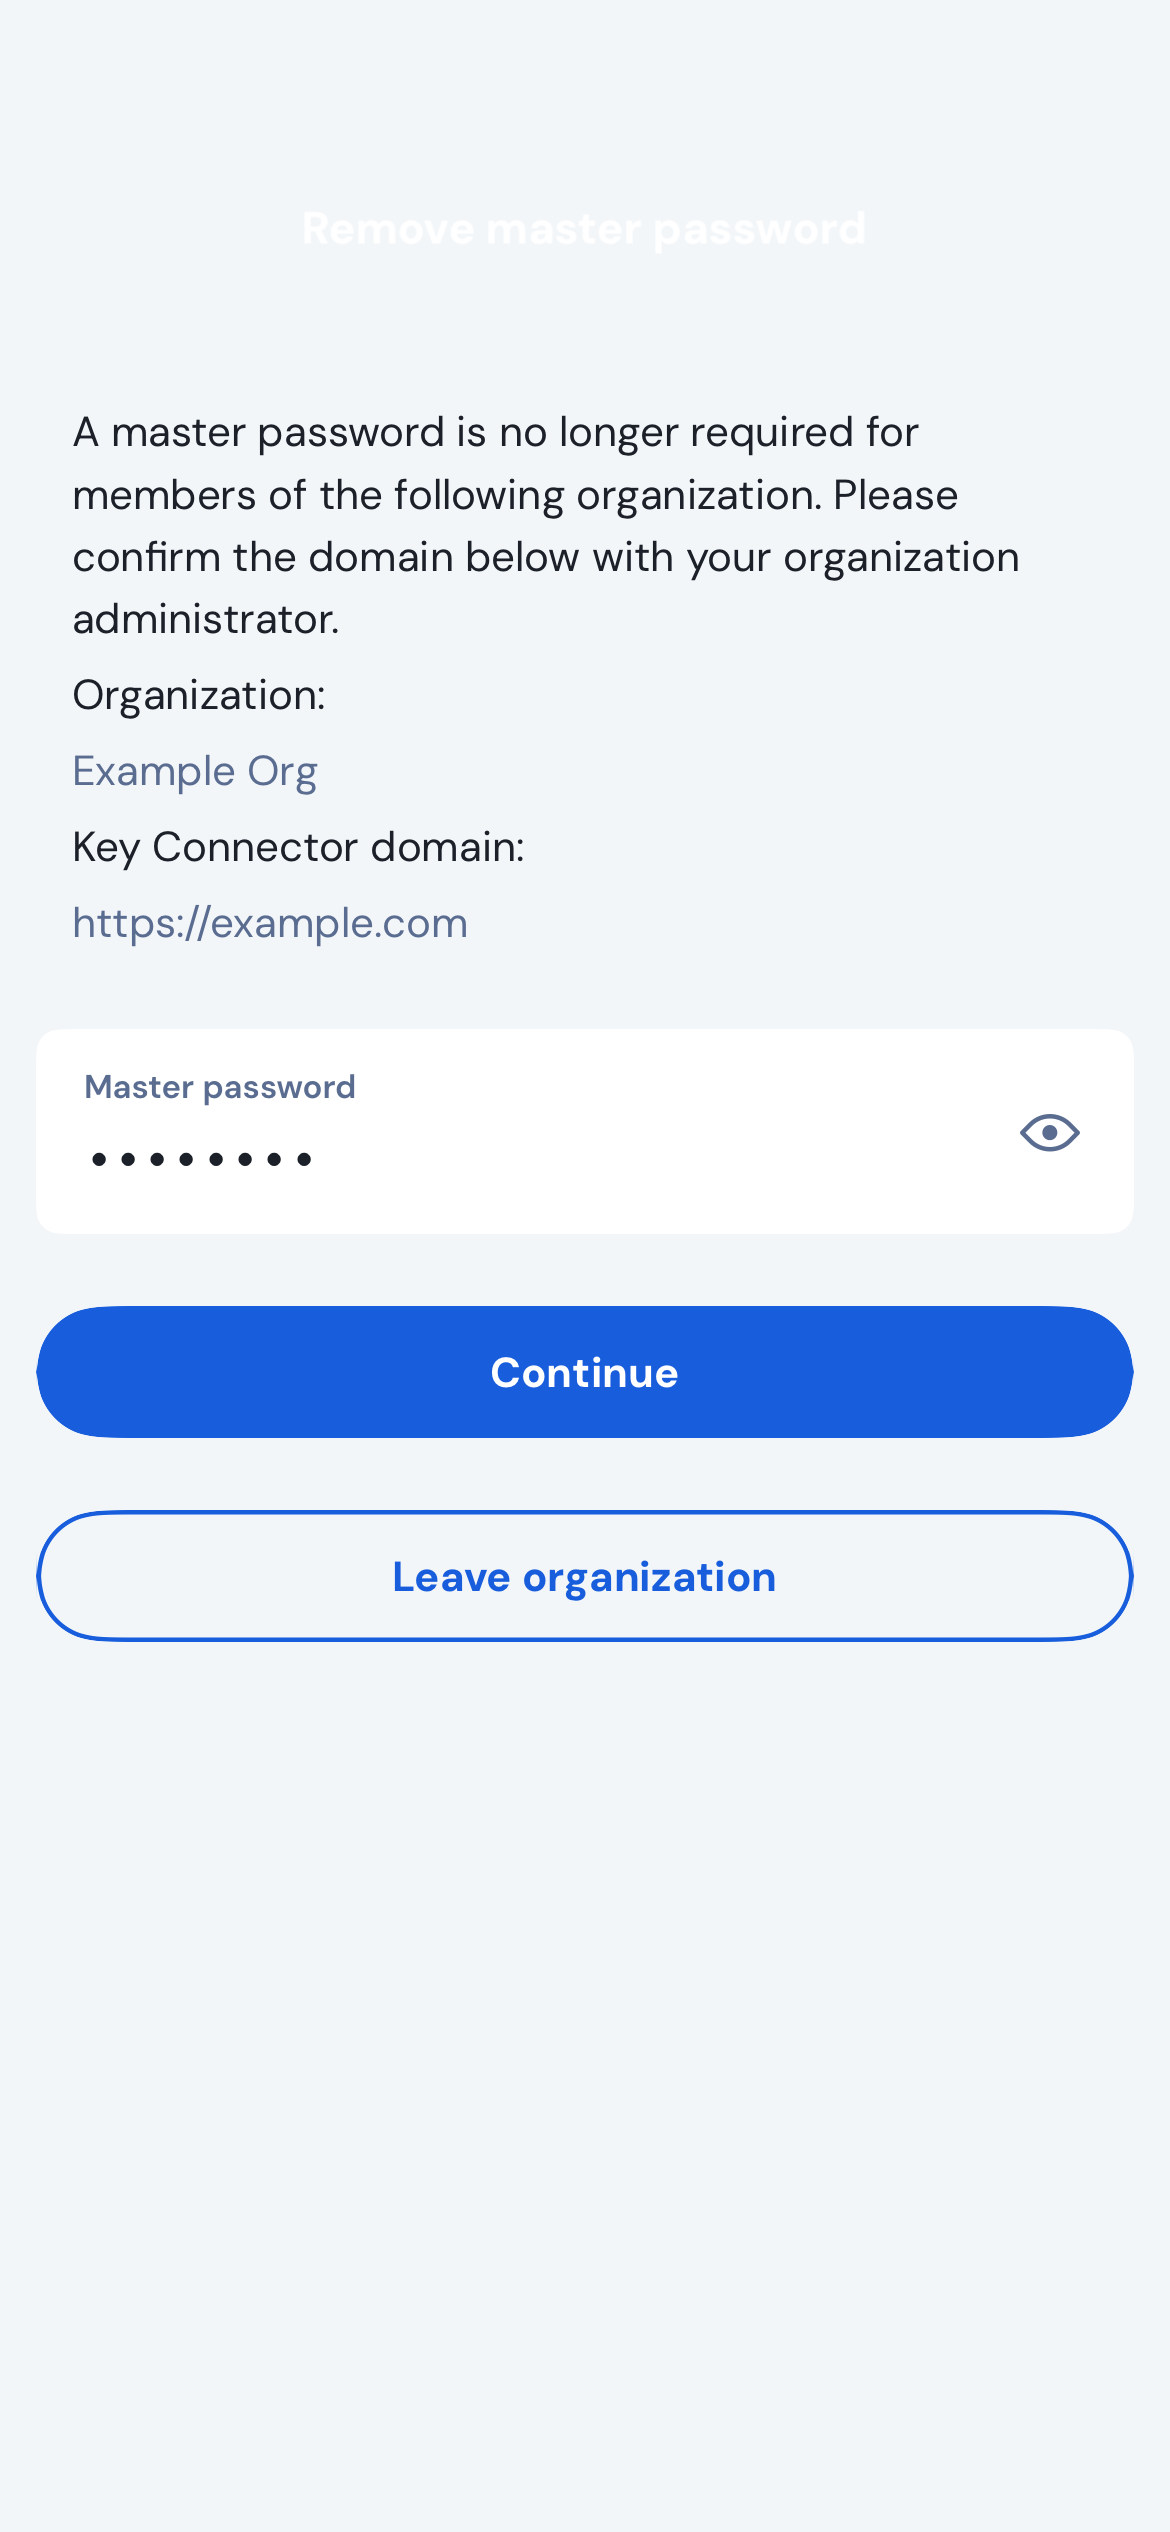 Remove master password
A master password is no longer required for
members of the following organization. Please
confirm the domain below with your organization
administrator.
Organization:
Example Org
Key Connector domain:
https://example.com
Master password
••••••••
Continue
Leave organization